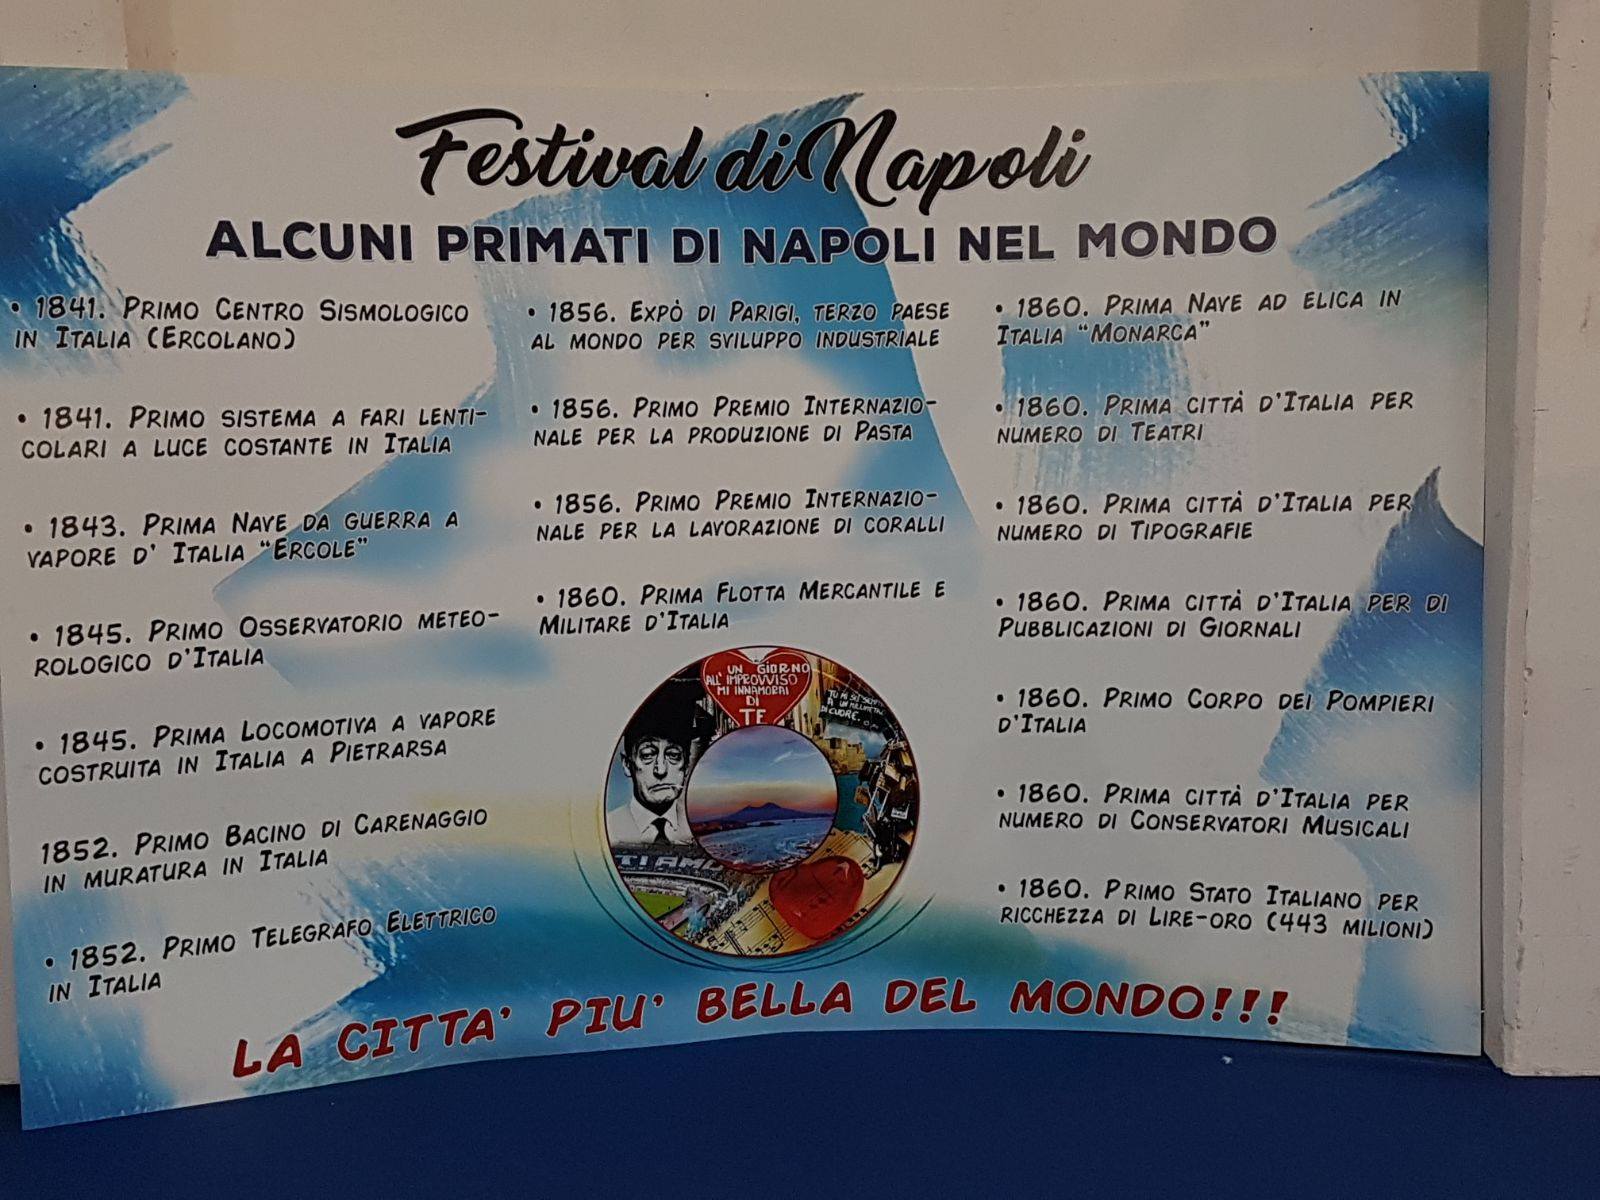 Festival di Napoli
ALCUNI PRIMATI DI NAPOLI NEL MONDO
• 1841. PRIMO CENTRO SISMOLOGICO
IN ITALIA (ERCOLANO)
• 1841. PRIMO SISTEMA A FARI LENTI-
COLARI A LUCE COSTANTE IN ITALIA
• 1843. PRIMA NAVE DA GUERRA A
VAPORE D' ITALIA "ERCOLE"
• 1845. PRIMO OSSERVATORIO METEO-
ROLOGICO D'ITALIA
• 1845. PRIMA LOCOMOTIVA A VAPORE
COSTRUITA IN ITALIA A PIETRARSA
1852. PRIMO BACINO DI CARENAGGIO
IN MURATURA IN ITALIA
• 1852. PRIMO TELEGRAFO ELETTRICO
IN ITALIA
• 1856. EXPÒ DI PARIGI, TERZO PAESE
AL MONDO PER SVILUPPO INDUSTRIALE
• 1856. PRIMO PREMIO INTERNAZIO-
NALE PER LA PRODUZIONE DI PASTA
• 1856. PRIMO PREMIO INTERNAZIO-
NALE PER LA LAVORAZIONE DI CORALLI
• 1860. PRIMA FLOTTA MERCANTILE E
MILITARE D'ITALIA
UN GIORNO
ALL'IMPROVVISO
MI INNAMORAI
DI
TE
TI AM
• 1860. PRIMA NAVE AD ELICA IN
ITALIA "MONARCA"
• 1860. PRIMA CITTÀ D'ITALIA PER
NUMERO DI TEATRI
• 1860. PRIMA CITTÀ D'ITALIA PER
NUMERO DI TIPOGRAFIE
• 1860. PRIMA CITTÀ D'ITALIA PER DI
PUBBLICAZIONI DI GIORNALI
• 1860. PRIMO CORPO DEI POMPIERI
D'ITALIA
• 1860. PRIMA CITTÀ D'ITALIA PER
NUMERO DI CONSERVATORI MUSICALI
• 1860. PRIMO STATO ITALIANO PER
RICCHEZZA DI LIRE-ORO (443 MILIONI)
LA CITTA' PIU' BELLA DEL MONDO!!!